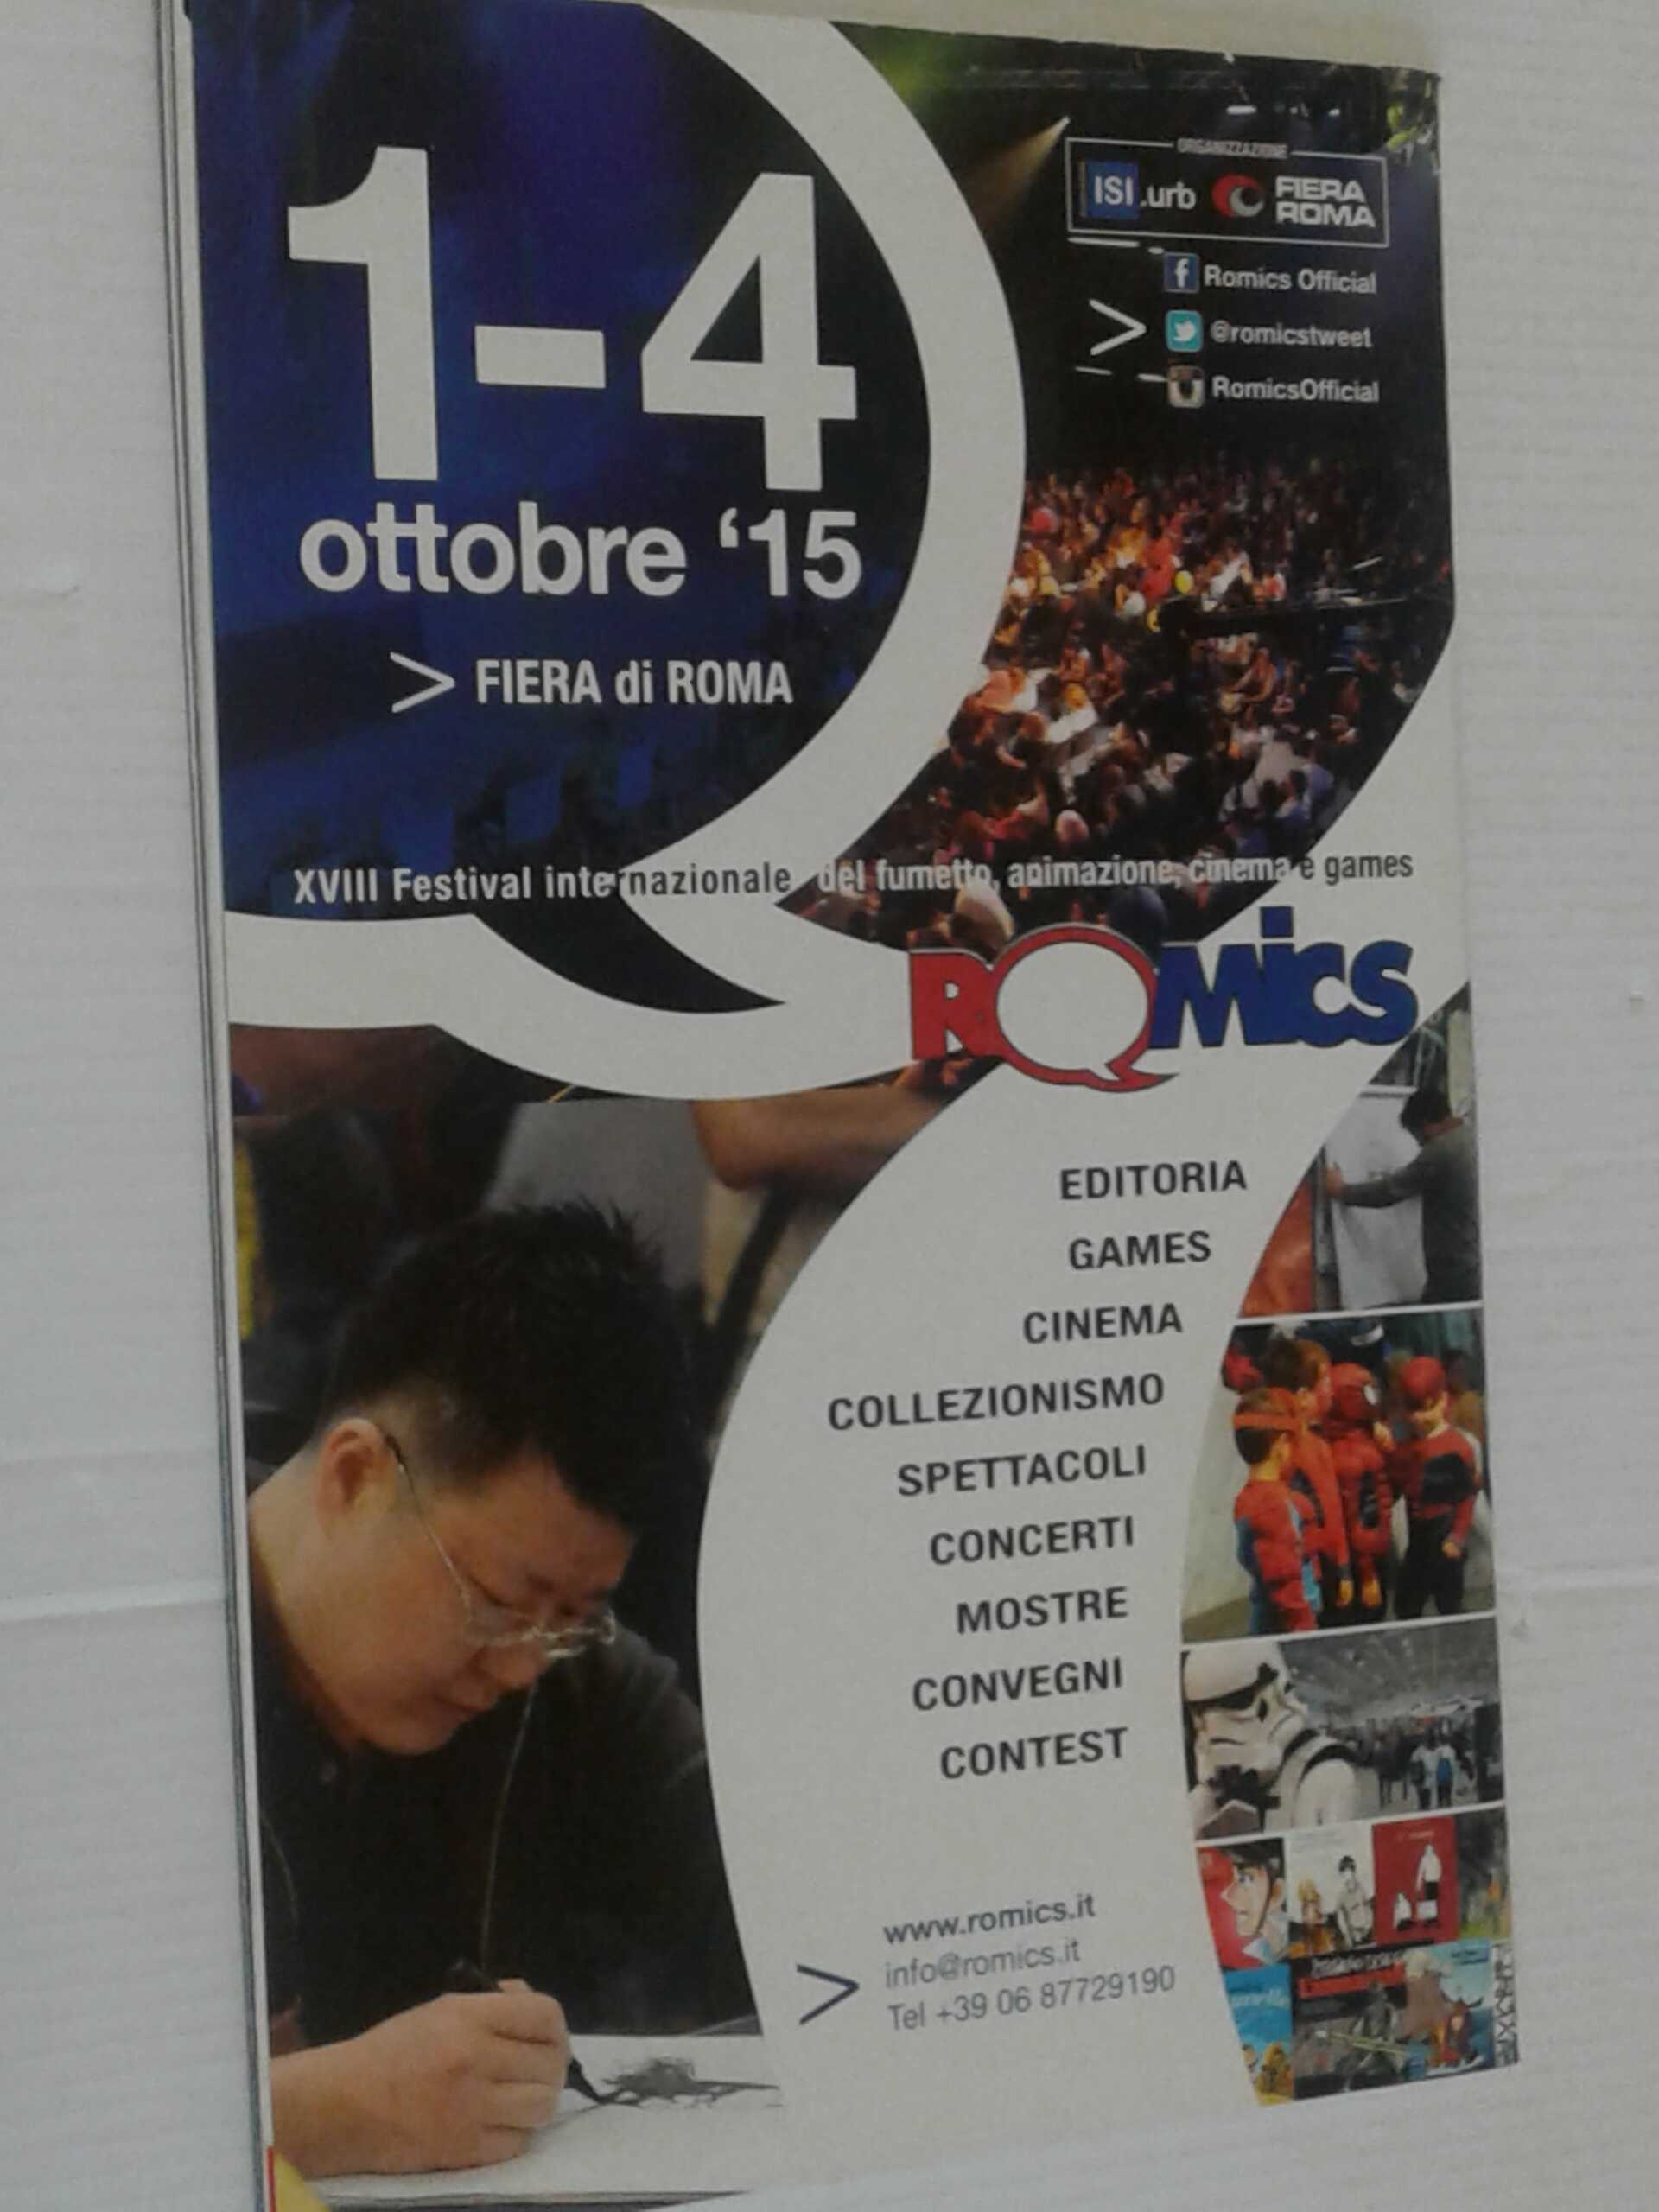 1-4
ottobre '15
> FIERA di ROMA
ORGANIZZAZIONE
ISI.urb FIERA ROMA
Romics Official
> @romicstweet
RomicsOfficial
XVIII Festival internazionale del fumetto, animazione, cinema e games
ROMICS
EDITORIA
GAMES
CINEMA
COLLEZIONISMO
SPETTACOLI
CONCERTI
MOSTRE
CONVEGNI
CONTEST
www.romics.it
> info@romics.it
Tel +39 06 87729190